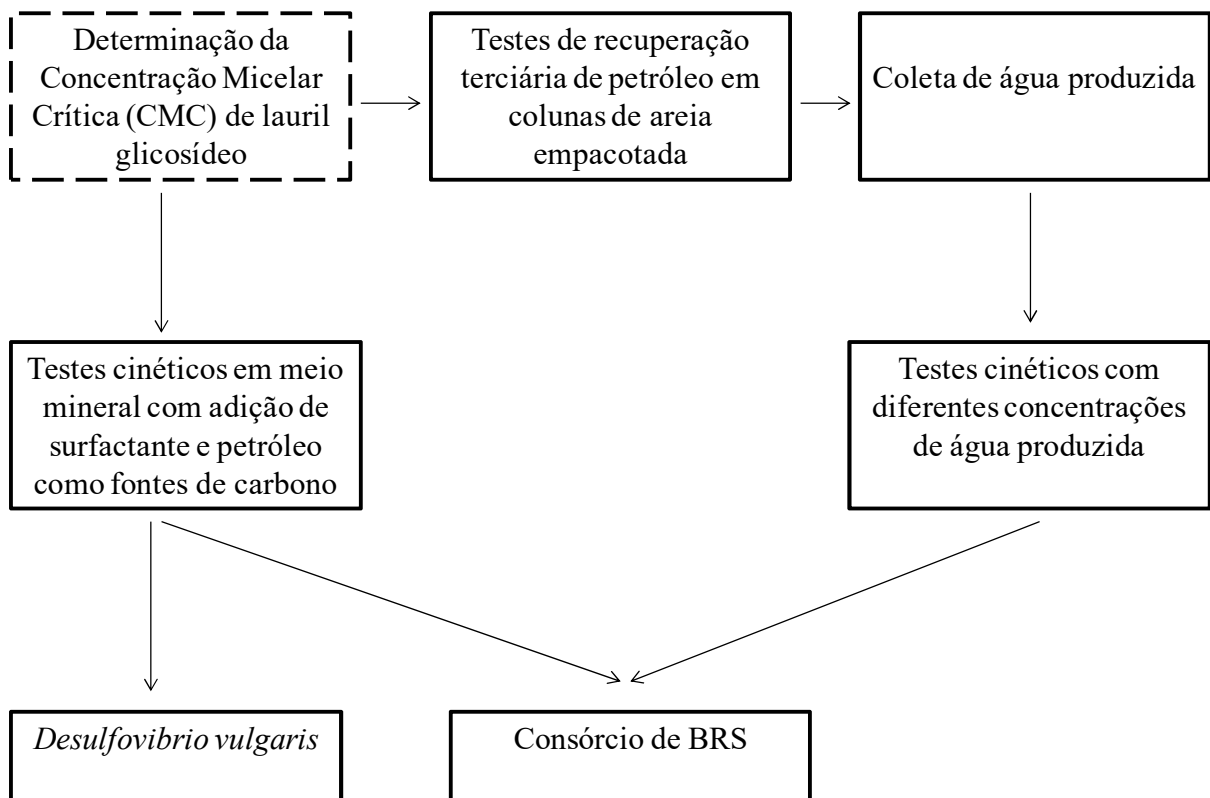 Determinação da
Concentração Micelar
Crítica (CMC) de lauril
glicosídeo
Testes de recuperação
terciária de petróleo em
colunas de areia
empacotada
Coleta de água produzida
Testes cinéticos em meio
mineral com adição de
surfactante e petróleo
como fontes de carbono
Testes cinéticos com
diferentes concentrações
de água produzida
Desulfovibrio vulgaris
Consórcio de BRS